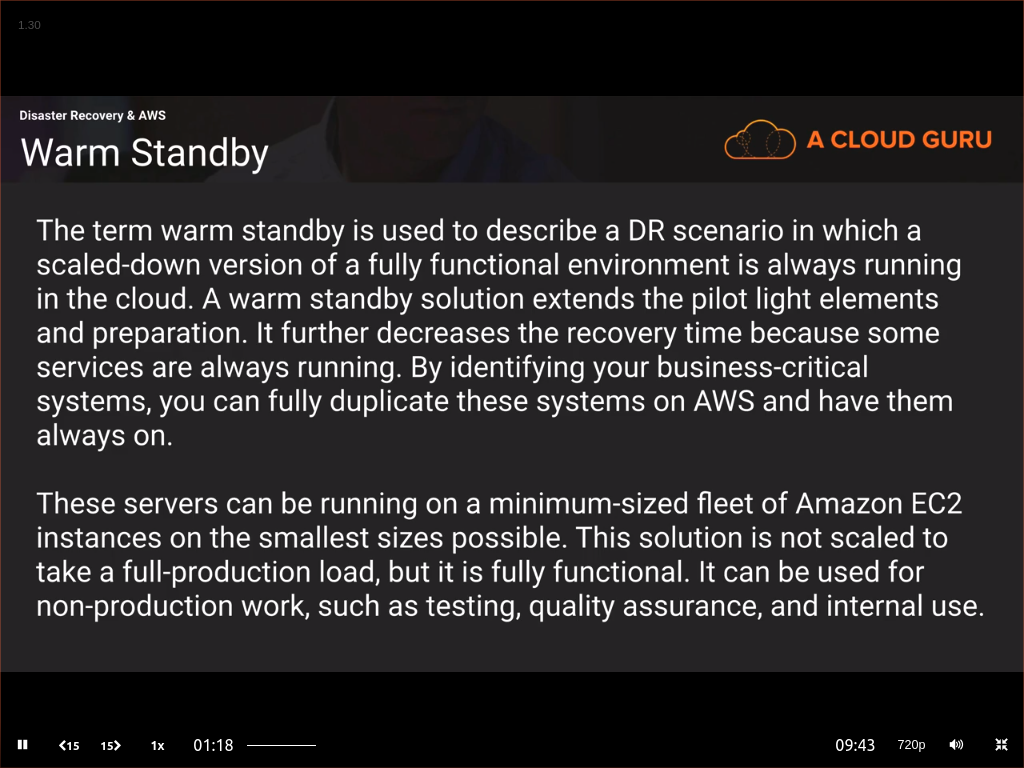 1.30
Disaster Recovery & AWS
Warm Standby
A CLOUD GURU
The term warm standby is used to describe a DR scenario in which a
scaled-down version of a fully functional environment is always running
in the cloud. A warm standby solution extends the pilot light elements
and preparation. It further decreases the recovery time because some
services are always running. By identifying your business-critical
systems, you can fully duplicate these systems on AWS and have them
always on.
These servers can be running on a minimum-sized fleet of Amazon EC2
instances on the smallest sizes possible. This solution is not scaled to
take a full-production load, but it is fully functional. It can be used for
non-production work, such as testing, quality assurance, and internal use.
15 15 1x 01:18 09:43 720p